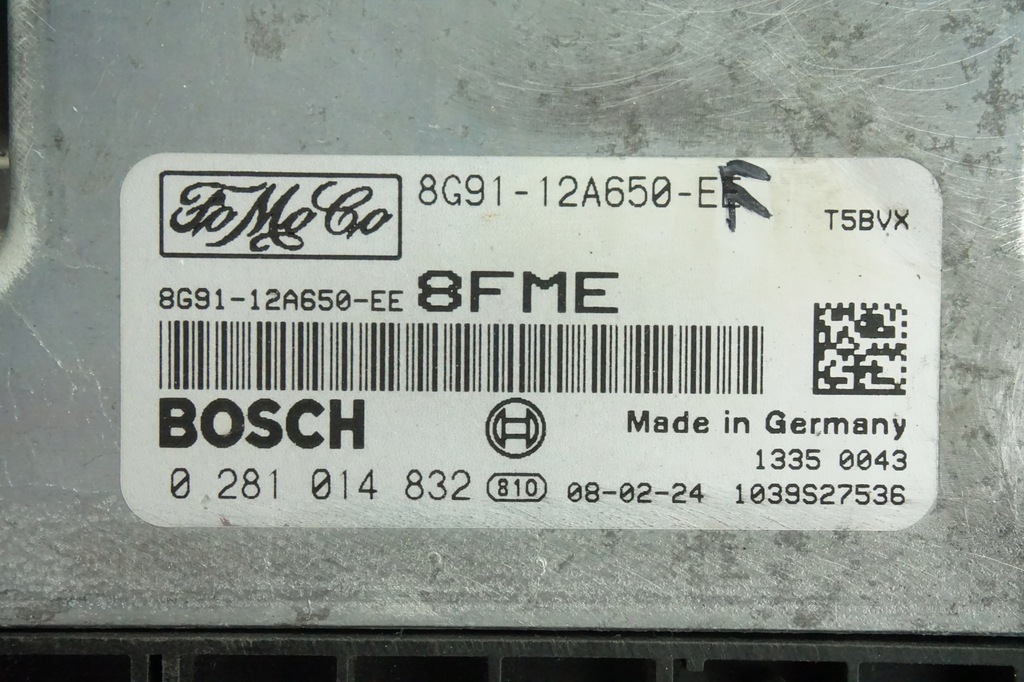 FoMoCo
8G91-12A650-EF
T5BVX
8G91-12A650-EE 8FME
BOSCH
Made in Germany
1335 0043
0 281 014 832 810 08-02-24 1039S27536